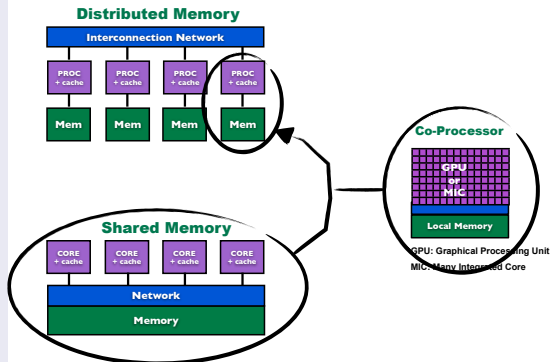 Distributed Memory
Interconnection Network
PROC
+ cache
PROC
+ cache
PROC
+ cache
PROC
+ cache
Mem
Mem
Mem
Mem
Co-Processor
GPU
or
MIC
Local Memory
GPU: Graphical Processing Unit
MIC: Many Integrated Core
Shared Memory
CORE
+ cache
CORE
+ cache
CORE
+ cache
CORE
+ cache
Network
Memory